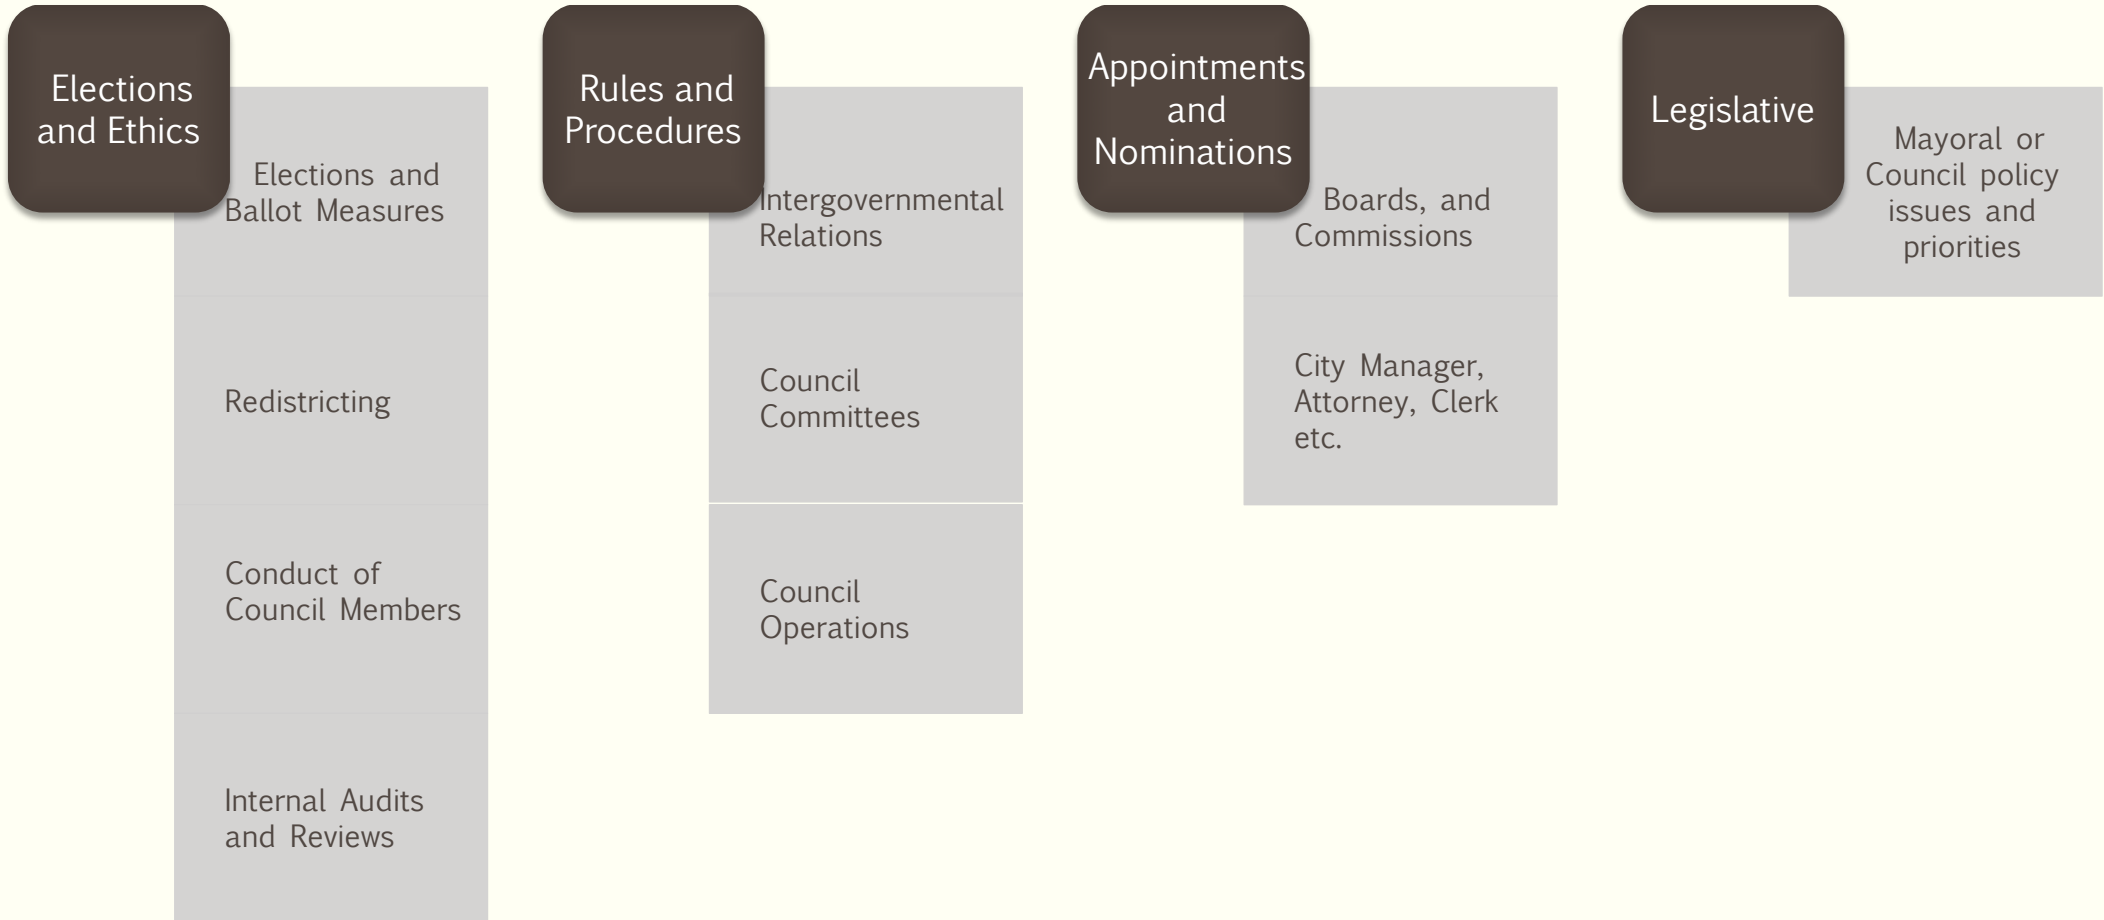 Elections
and Ethics
Elections and
Ballot Measures
Redistricting
Conduct of
Council Members
Internal Audits
and Reviews
Rules and
Procedures
Intergovernmental
Relations
Council
Committees
Council
Operations
Appointments
and
Nominations
Boards, and
Commissions
City Manager,
Attorney, Clerk
etc.
Legislative
Mayoral or
Council policy
issues and
priorities